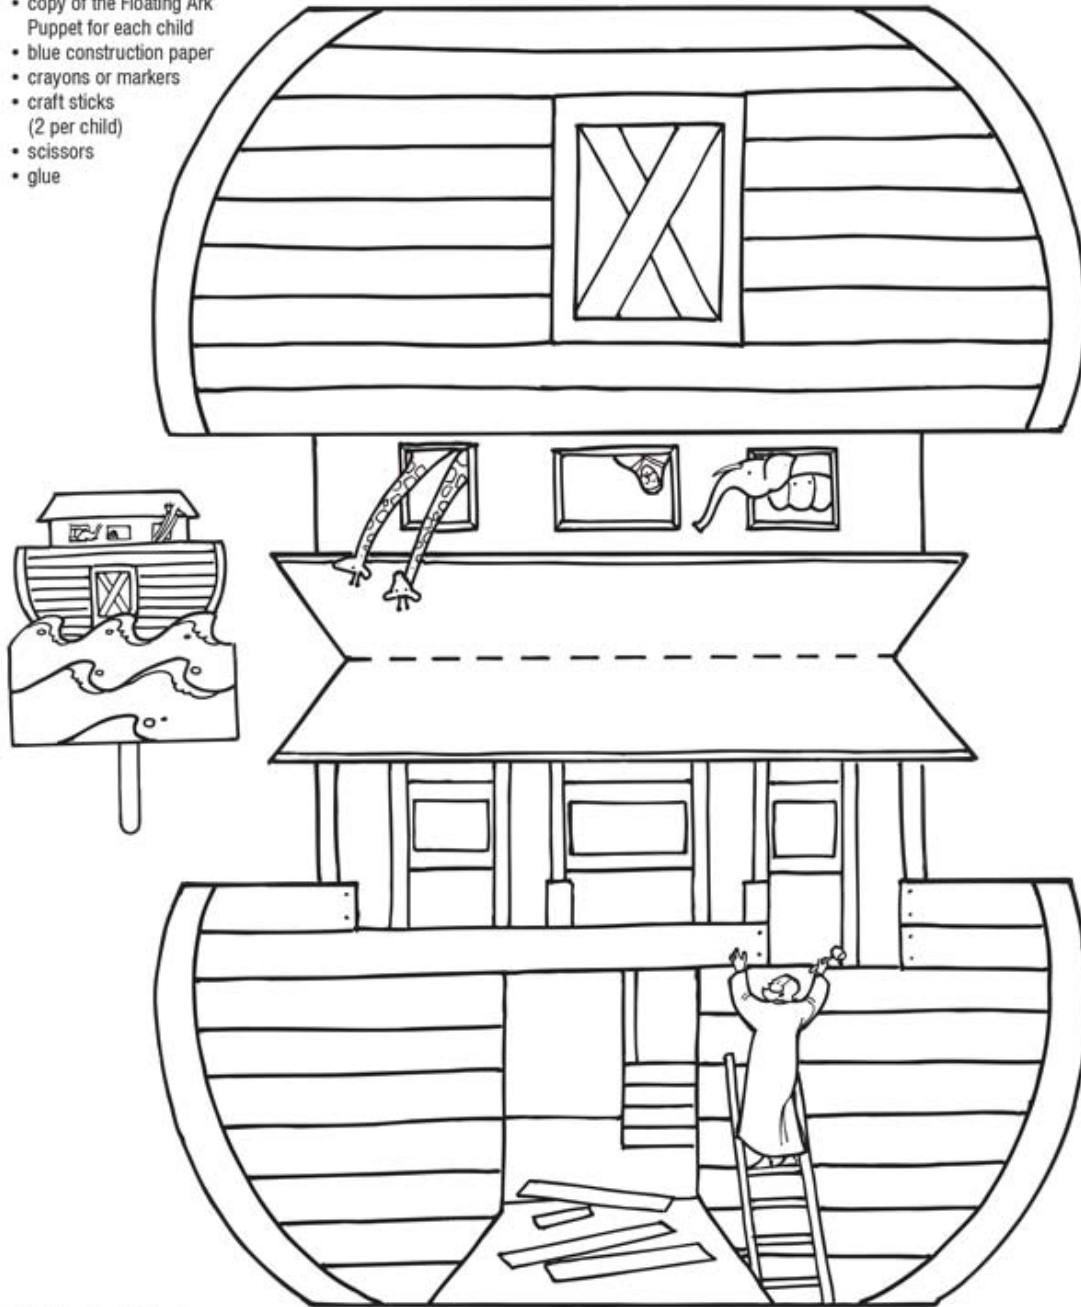 • copy of the Floating Ark
Puppet for each child
• blue construction paper
• crayons or markers
• craft sticks
(2 per child)
• scissors
• glue